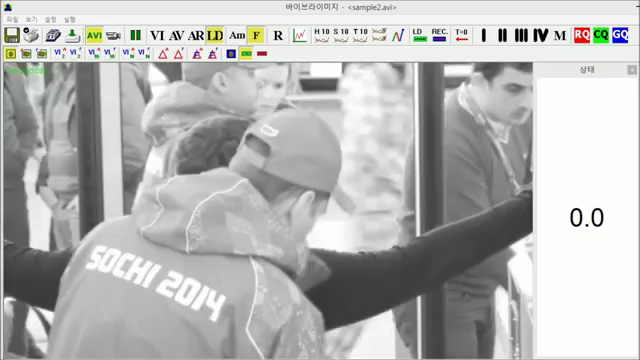 바이브라이미지 - <sample2.avi>
파일 보기 설정 실행
AVI VI AV AR LD Am F R H 10 S 10 T 10 LD REC. T=0 I II III IV M RQ CQ GQ
상태
0.0
SOCHI 2014